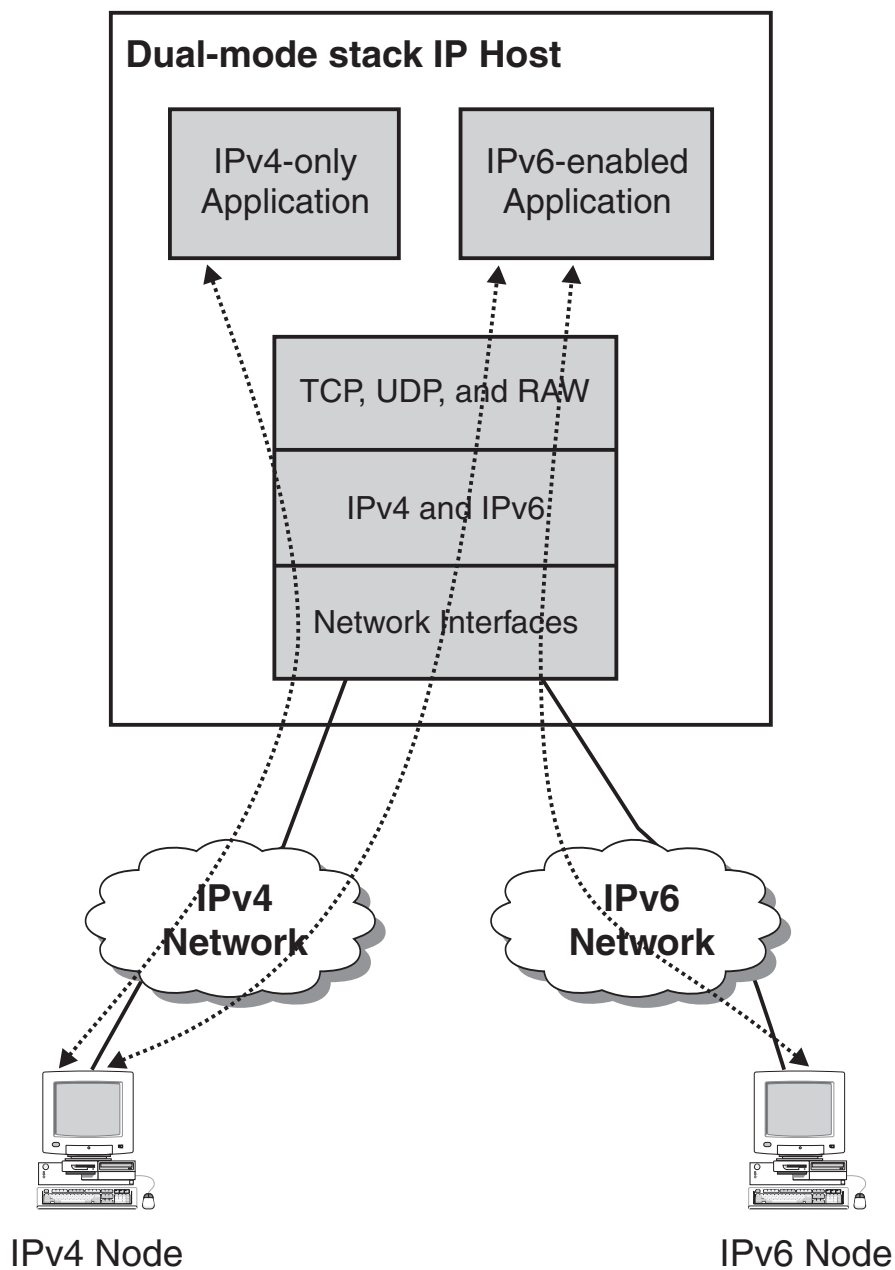 Dual-mode stack IP Host
IPv4-only
Application
IPv6-enabled
Application
TCP, UDP, and RAW
IPv4 and IPv6
Network Interfaces
IPv4
Network
IPv6
Network
IPv4 Node
IPv6 Node